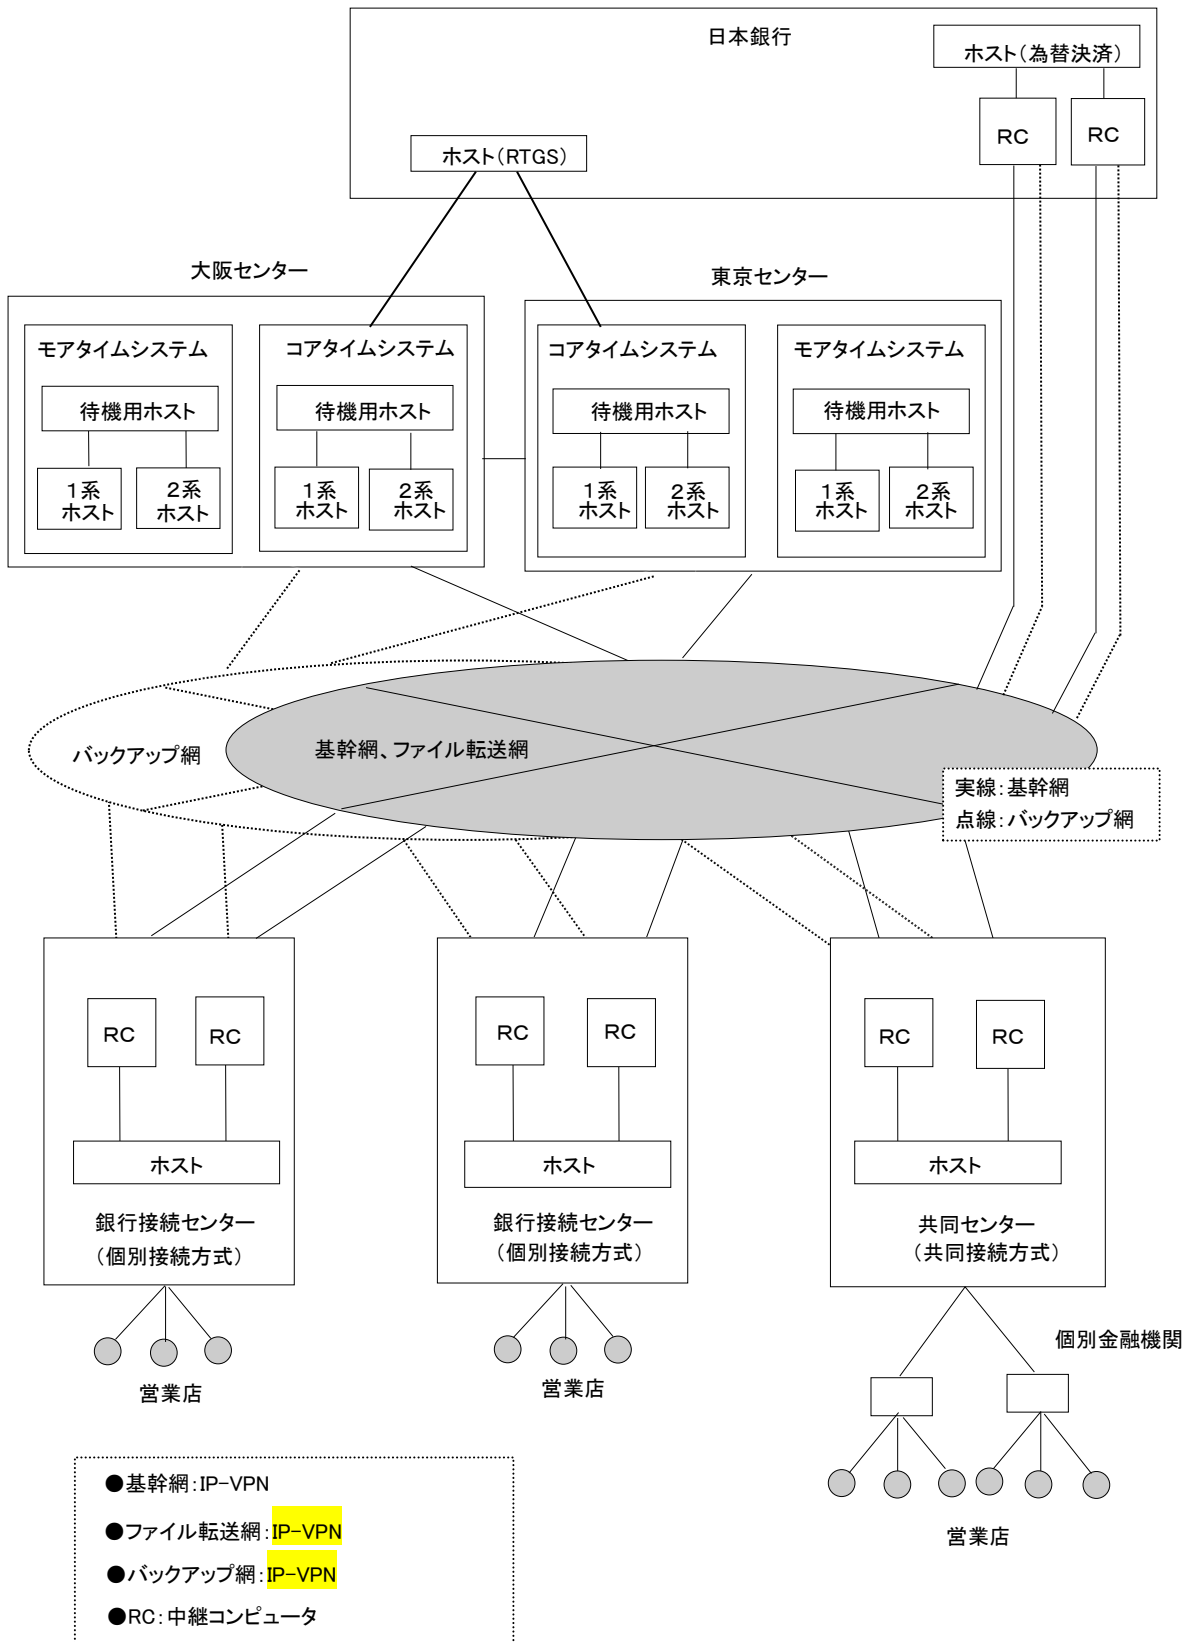 日本銀行
ホスト(為替決済)
RC
RC
ホスト(RTGS)
大阪センター
東京センター
モアタイムシステム
コアタイムシステム
コアタイムシステム
モアタイムシステム
待機用ホスト
待機用ホスト
待機用ホスト
待機用ホスト
1系
ホスト
2系
ホスト
1系
ホスト
2系
ホスト
1系
ホスト
2系
ホスト
1系
ホスト
2系
ホスト
バックアップ網
基幹網、ファイル転送網
実線:基幹網
点線:バックアップ網
RC
RC
RC
RC
RC
RC
ホスト
ホスト
ホスト
銀行接続センター
(個別接続方式)
銀行接続センター
(個別接続方式)
共同センター
(共同接続方式)
営業店
営業店
個別金融機関
営業店
●基幹網:IP-VPN
●ファイル転送網:IP-VPN
●バックアップ網:IP-VPN
●RC:中継コンピュータ